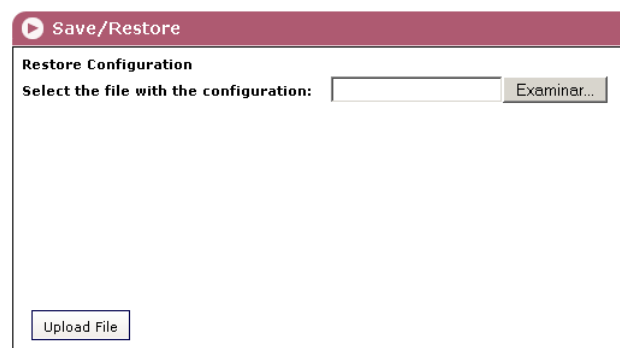 Save/Restore
Restore Configuration
Select the file with the configuration: Examinar...
Upload File